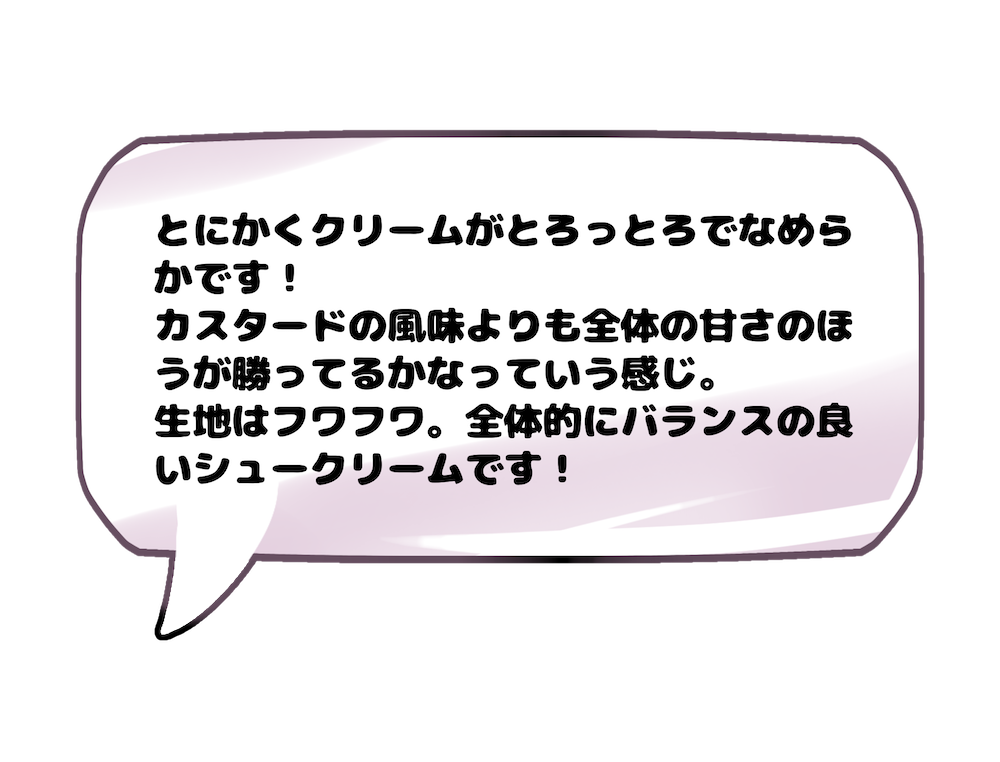 とにかくクリームがとろっとろでなめら
かです！
カスタードの風味よりも全体の甘さのほ
うが勝ってるかなっていう感じ。
生地はフワフワ。全体的にバランスの良
いシュークリームです！